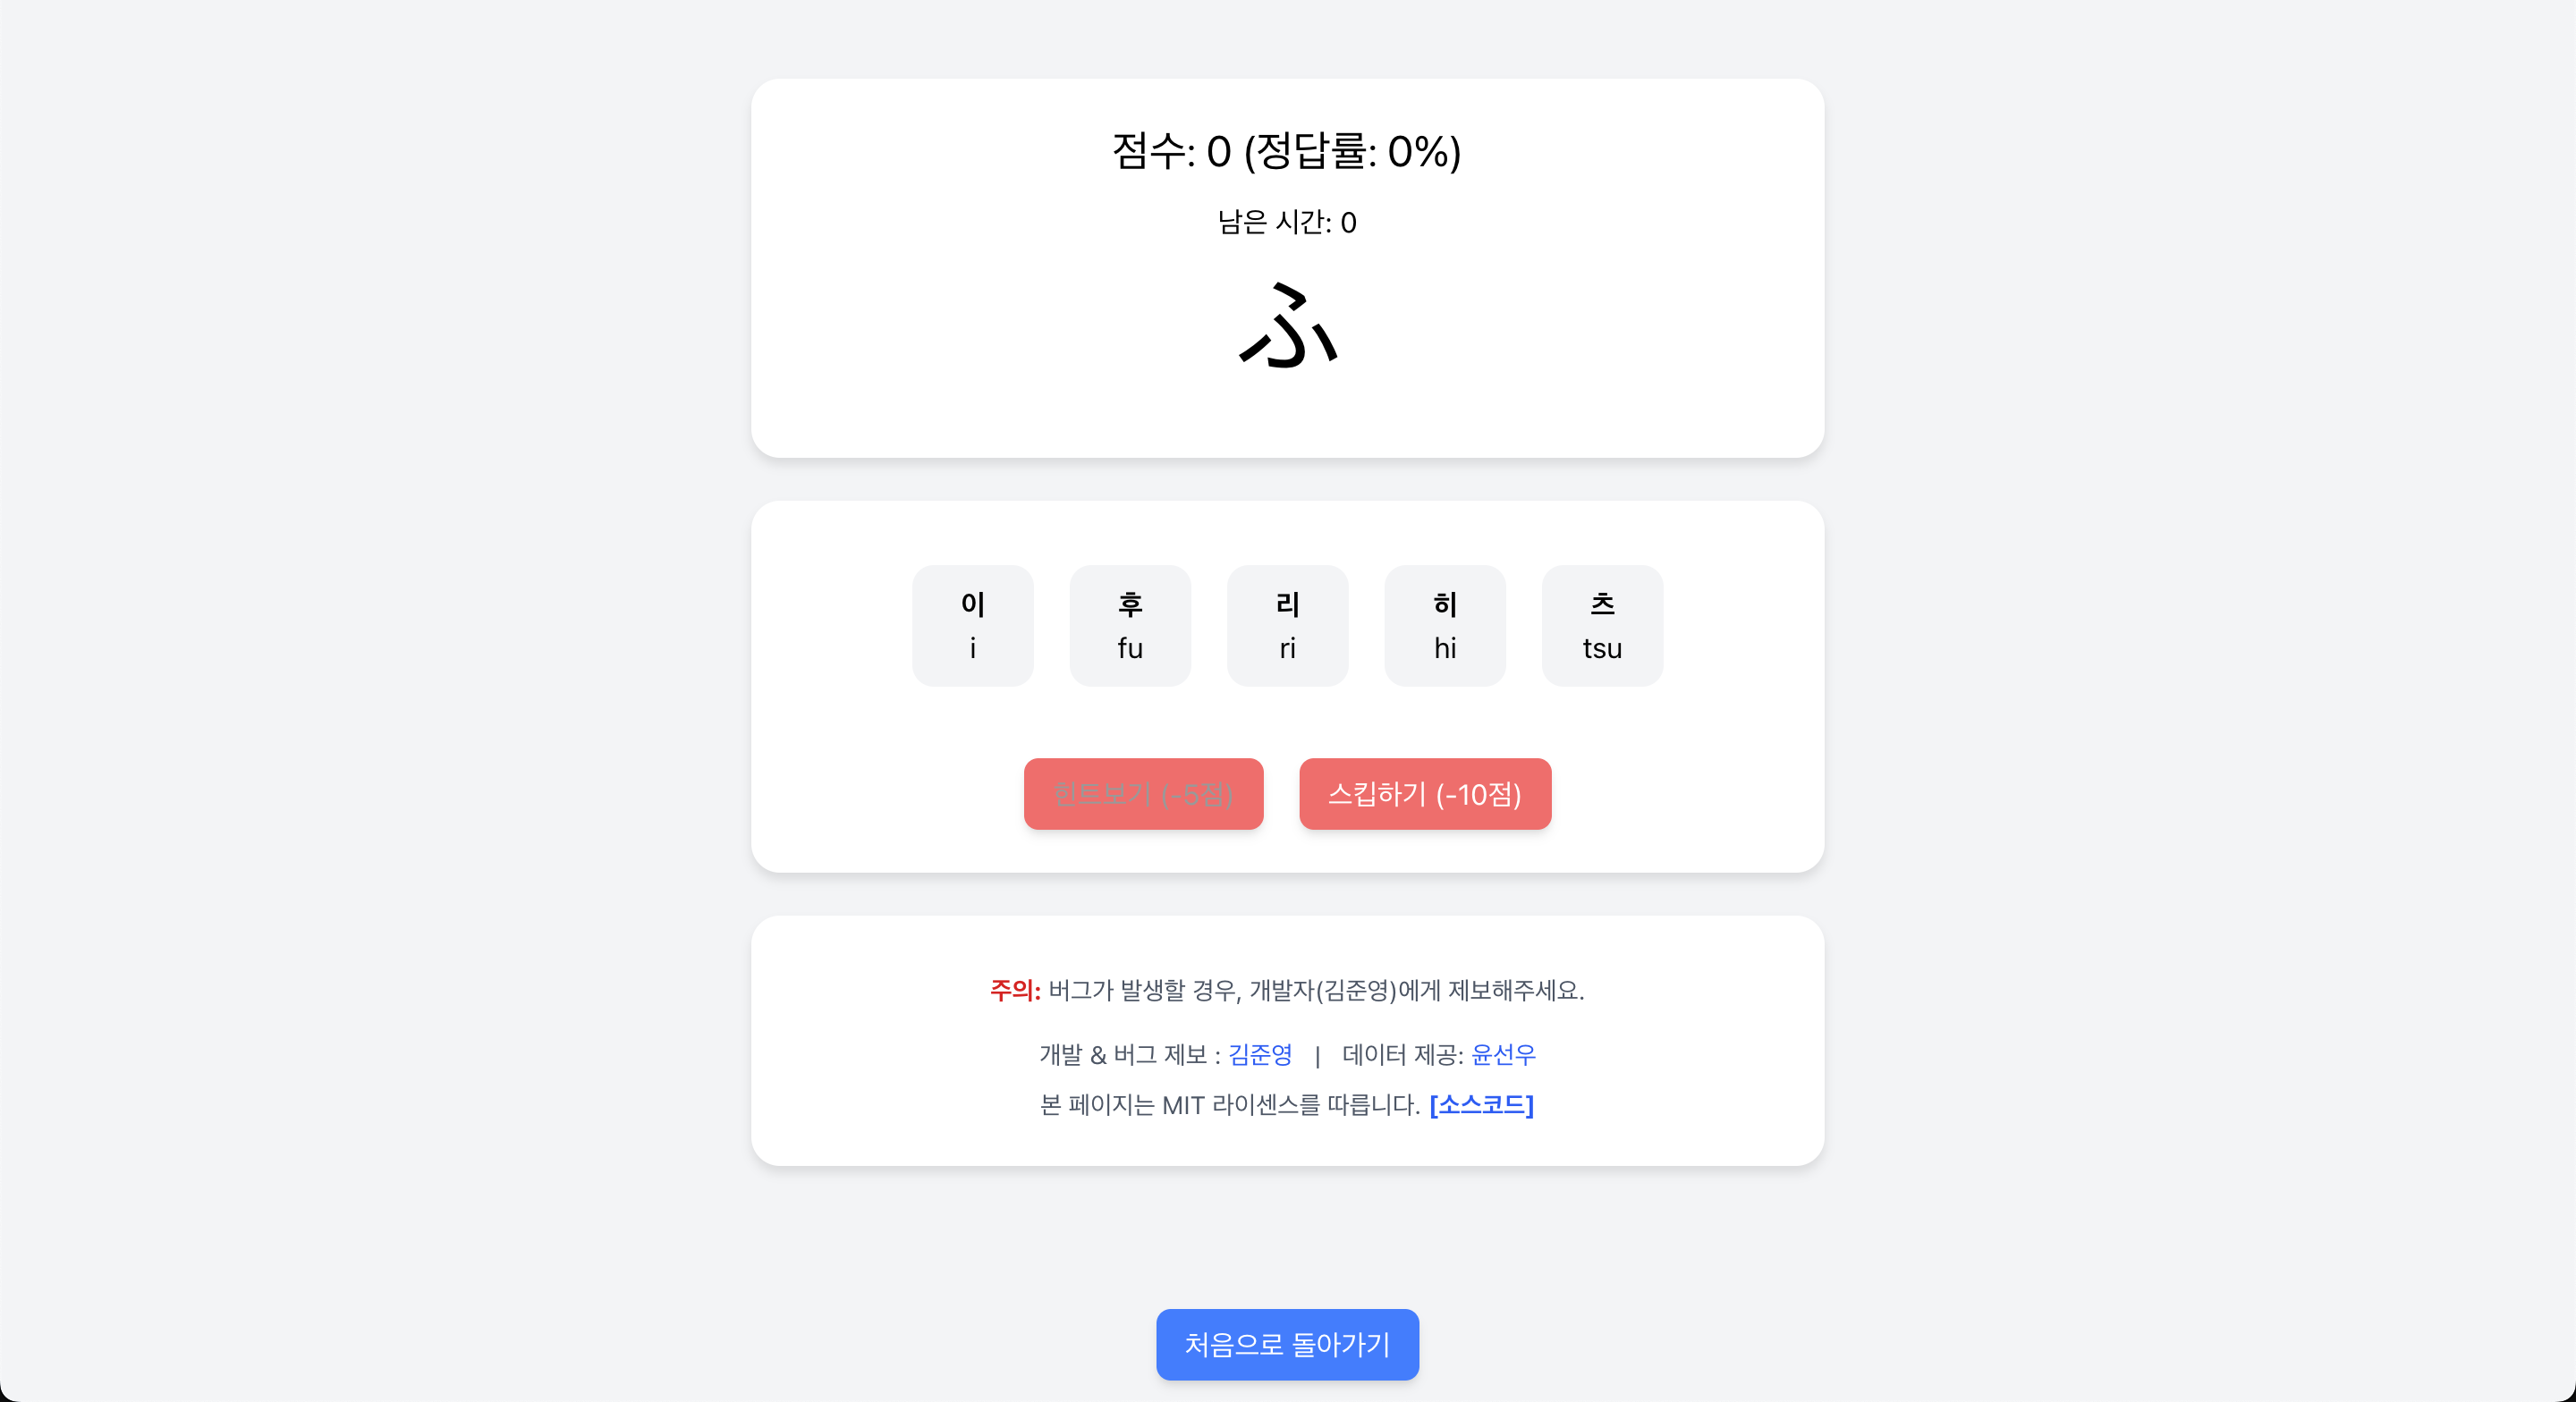 점수: 0 (정답률: 0%)
남은 시간: 0
ふ
이 후 리 히 츠
i fu ri hi tsu
힌트보기 (-5점) 스킵하기 (-10점)
주의: 버그가 발생할 경우, 개발자(김준영)에게 제보해주세요.
개발 & 버그 제보 : 김준영 | 데이터 제공: 윤선우
본 페이지는 MIT 라이센스를 따릅니다. [소스코드]
처음으로 돌아가기